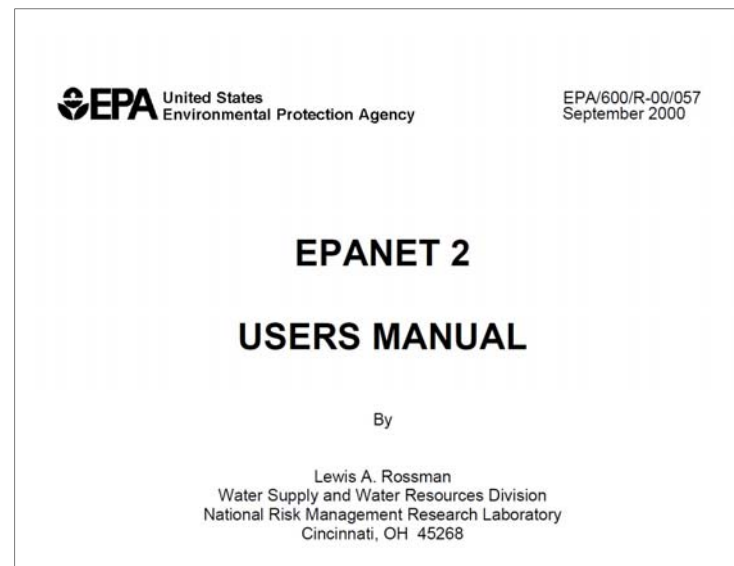 EPA United States
Environmental Protection Agency
EPA/600/R-00/057
September 2000
EPANET 2
USERS MANUAL
By
Lewis A. Rossman
Water Supply and Water Resources Division
National Risk Management Research Laboratory
Cincinnati, OH 45268